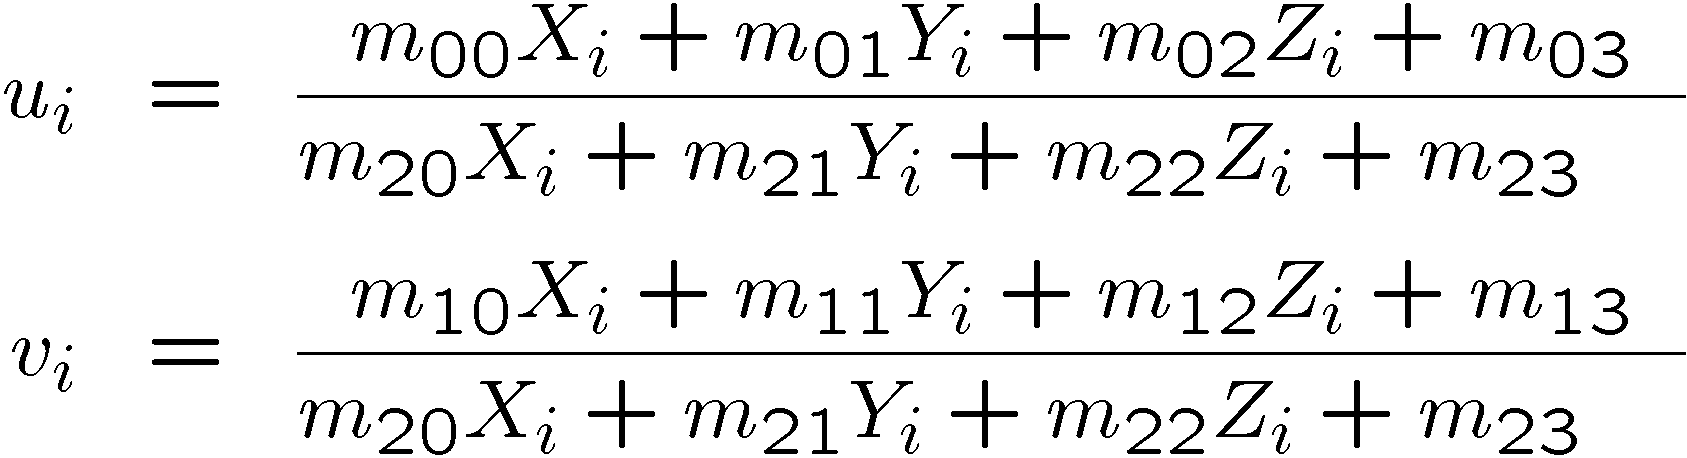 u_i = \frac{m_{00}X_i + m_{01}Y_i + m_{02}Z_i + m_{03}}{m_{20}X_i + m_{21}Y_i + m_{22}Z_i + m_{23}}
v_i = \frac{m_{10}X_i + m_{11}Y_i + m_{12}Z_i + m_{13}}{m_{20}X_i + m_{21}Y_i + m_{22}Z_i + m_{23}}